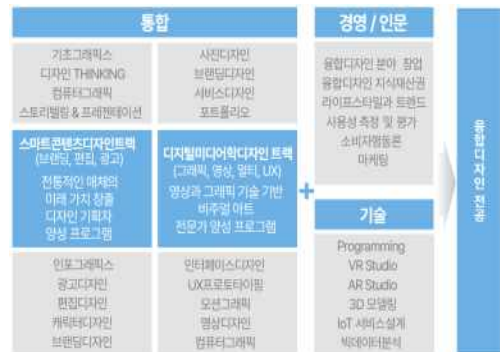 통합
기초그래픽스
디자인 THINKING
컴퓨터그래픽
스토리텔링 & 프레젠테이션
사진디자인
브랜딩디자인
서비스디자인
포트폴리오
스마트콘텐츠디자인트랙
(브랜딩, 편집, 광고)
전통적인 매체의
미래 가치 창출
디자인 기획자
양성 프로그램
디지털미디어학디자인 트랙
(그래픽, 영상, 멀티, UX)
영상과 그래픽 기술 기반
비주얼 아트
전문가 양성 프로그램
인포그래픽스
광고디자인
편집디자인
캐릭터디자인
브랜딩디자인
인터페이스디자인
UX프로토타이핑
모션그래픽
영상디자인
컴퓨터그래픽
+
경영 / 인문
융합디자인 분야 창업
융합디자인 지식재산권
라이프스타일과 트렌드
사용성 측정 및 평가
소비자행동론
마케팅
기술
Programming
VR Studio
AR Studio
3D 모델링
IoT 서비스설계
빅데이터분석
융합디자인 전공